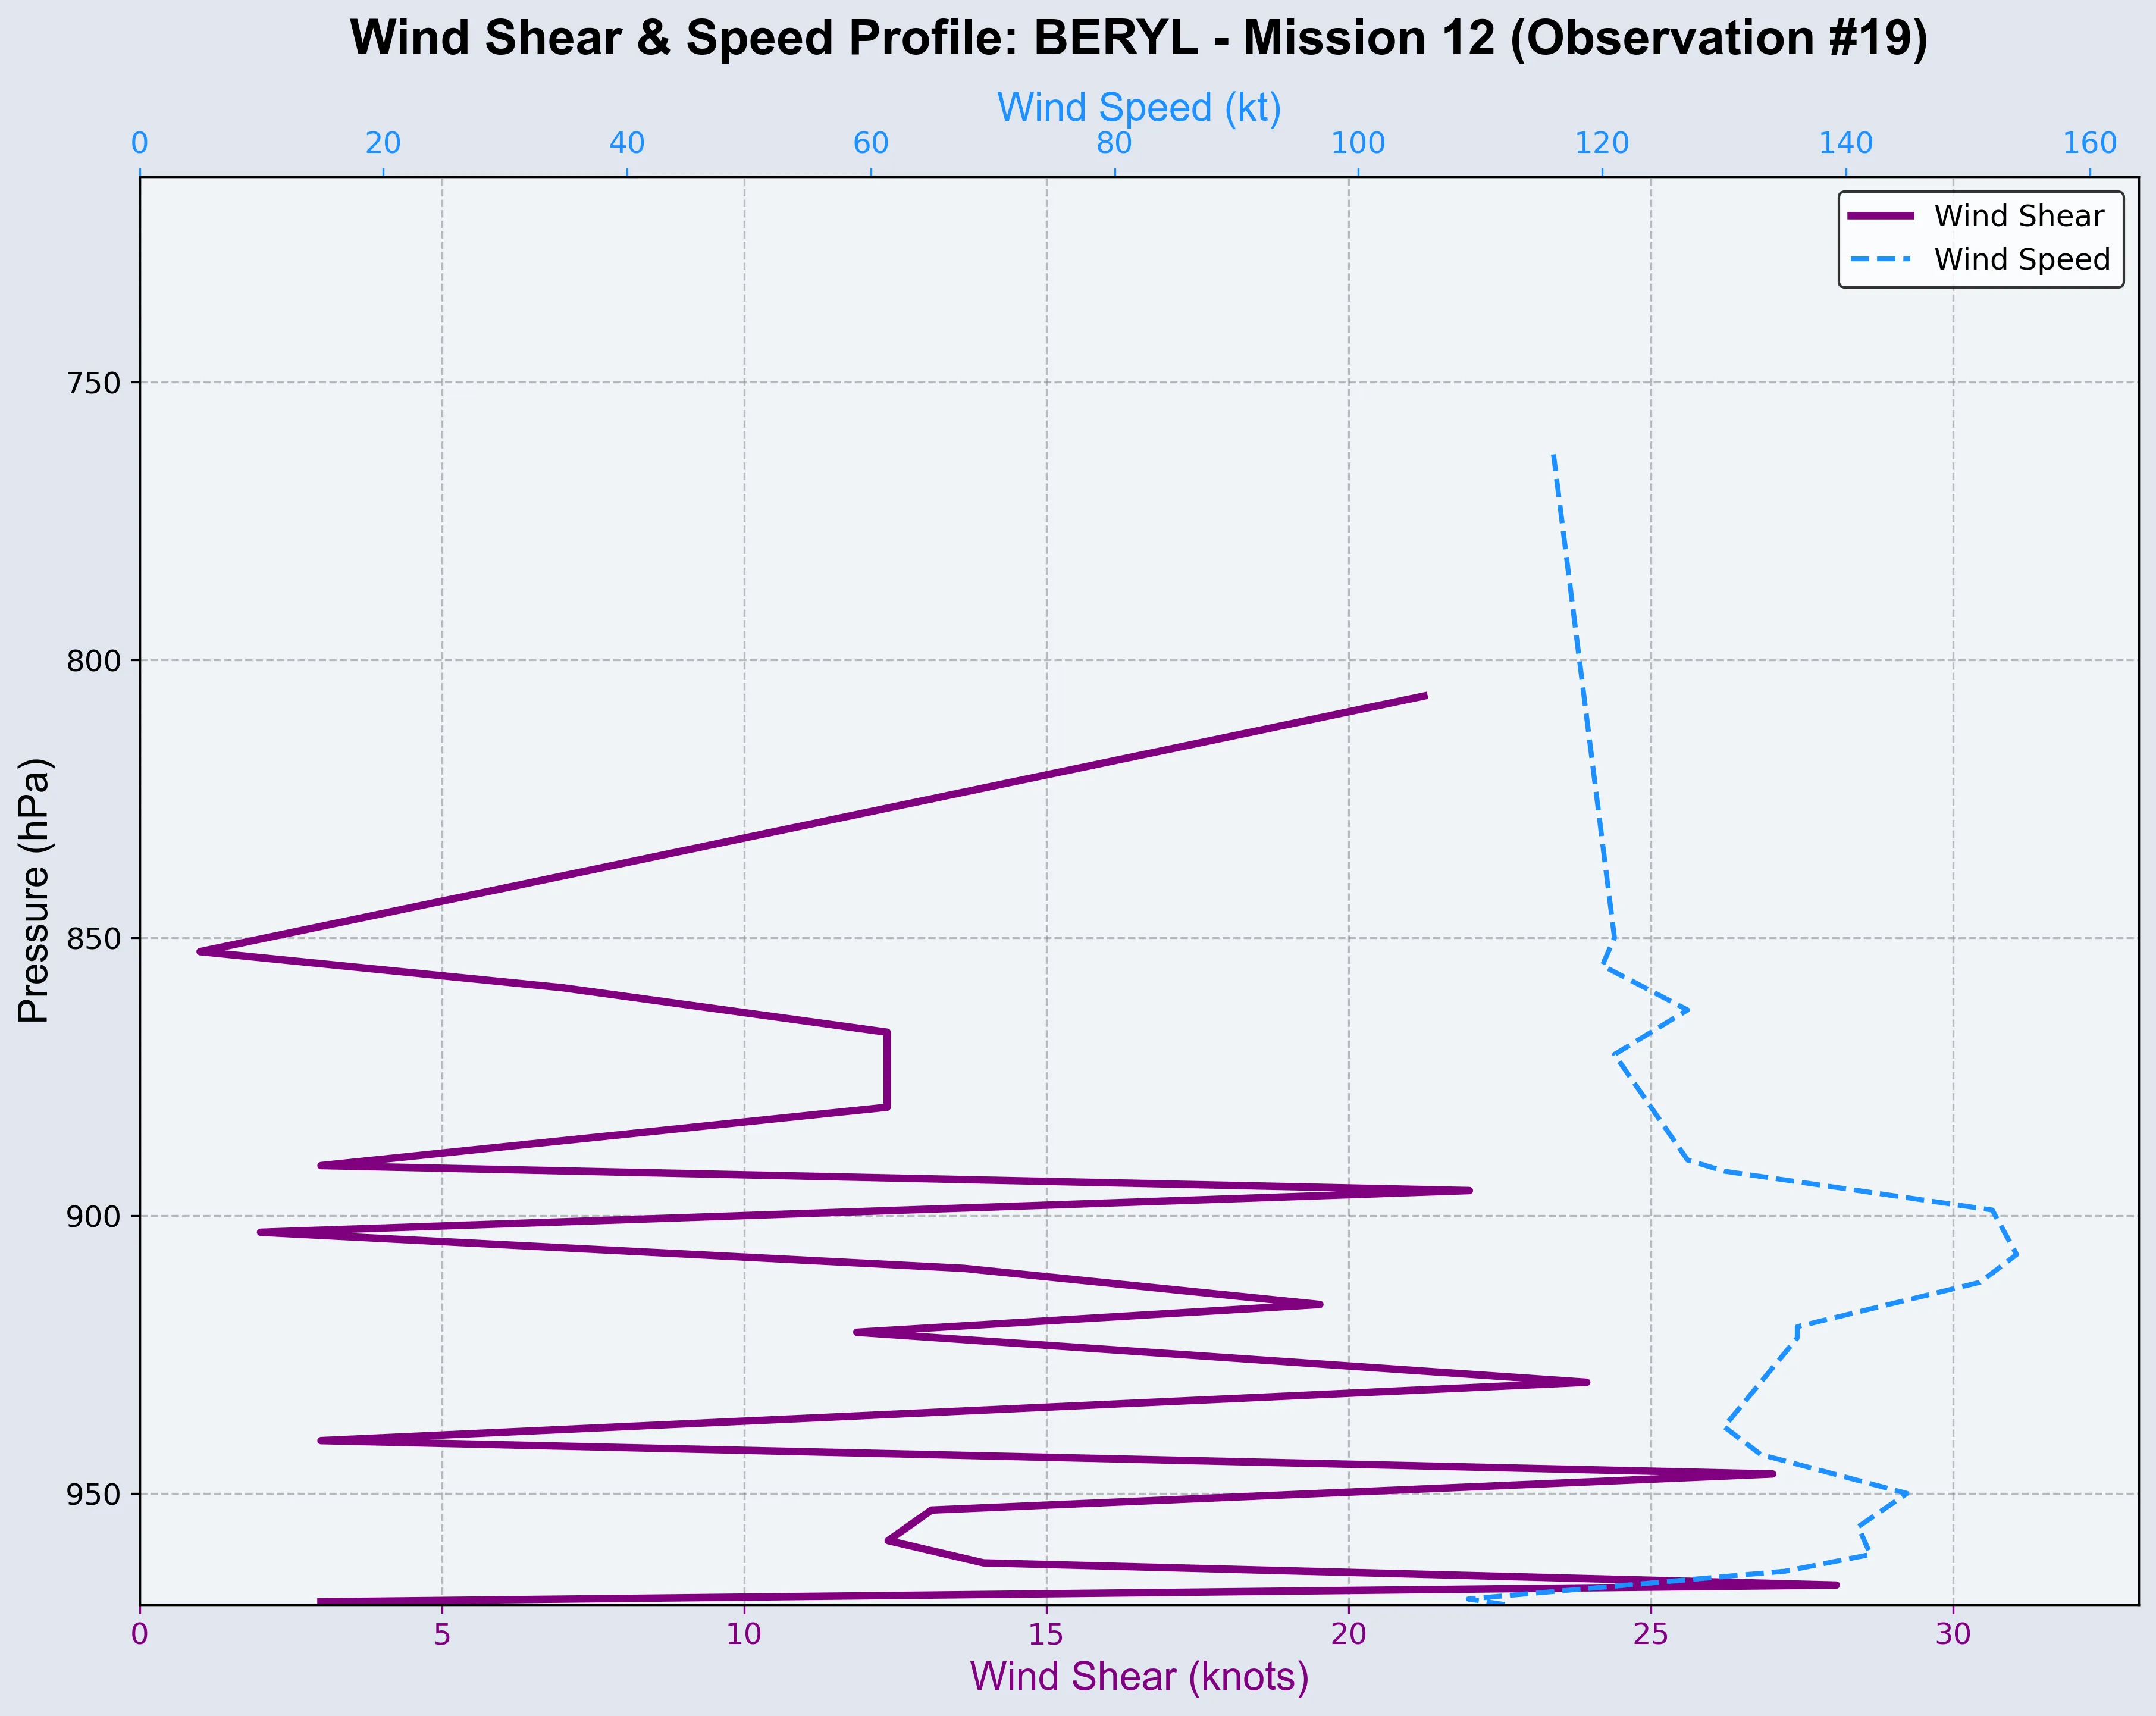 Wind Shear & Speed Profile: BERYL - Mission 12 (Observation #19)
Wind Speed (kt)
0 20 40 60 80 100 120 140 160
Wind Shear
Wind Speed
Pressure (hPa)
750
800
850
900
950
0 5 10 15 20 25 30
Wind Shear (knots)